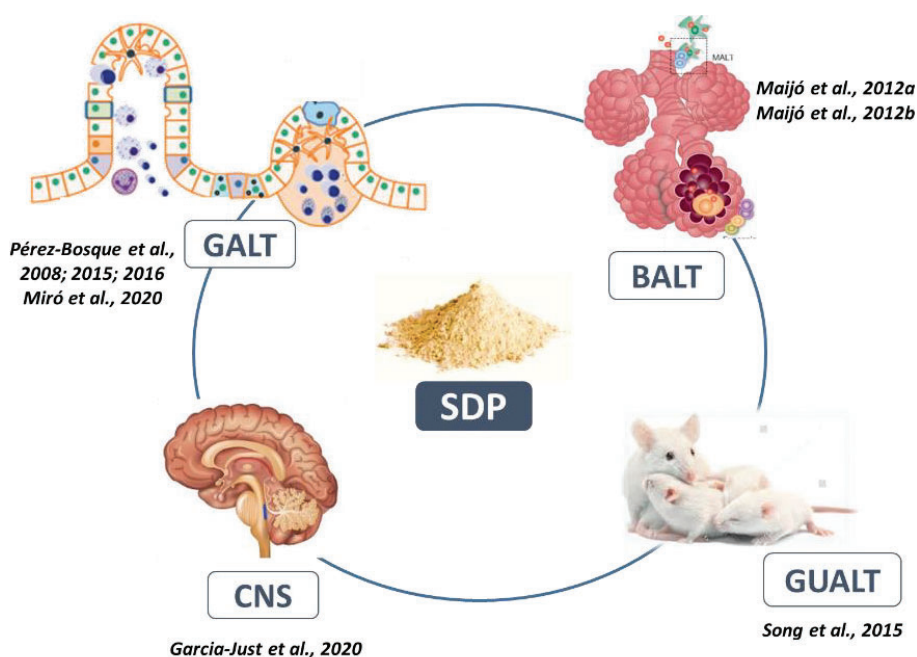 MALT
Maijó et al., 2012a
Maijó et al., 2012b
GALT
Pérez-Bosque et al.,
2008; 2015; 2016
Miró et al., 2020
BALT
SDP
CNS
Garcia-Just et al., 2020
GUALT
Song et al., 2015